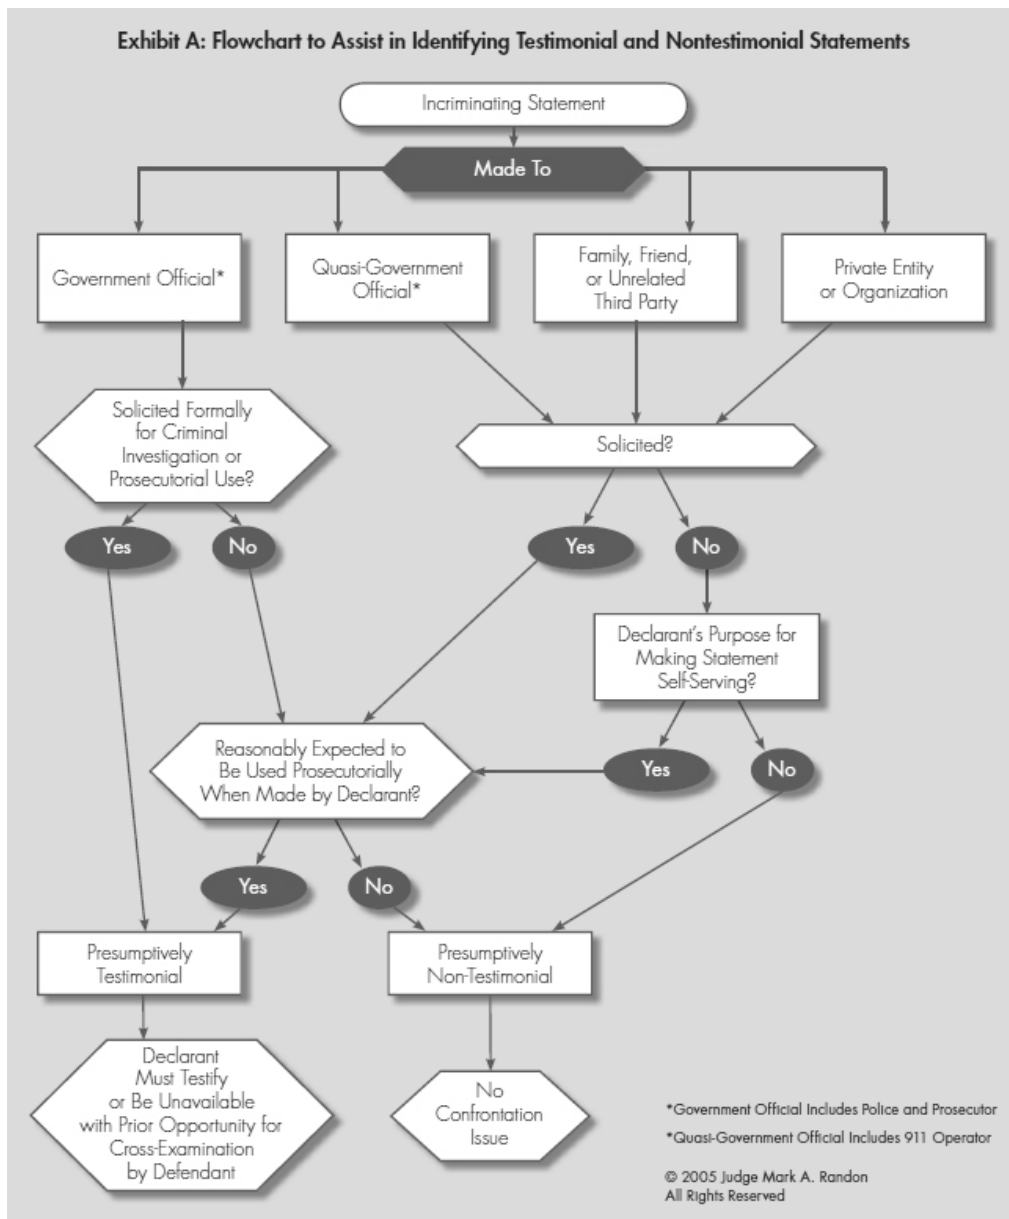 Exhibit A: Flowchart to Assist in Identifying Testimonial and Nontestimonial Statements
Incriminating Statement
Made To
Government Official*
Quasi-Government
Official*
Family, Friend,
or Unrelated
Third Party
Private Entity
or Organization
Solicited Formally
for Criminal
Investigation or
Prosecutorial Use?
Solicited?
Yes
No
Yes
No
Declarant's Purpose for
Making Statement
Self-Serving?
Reasonably Expected to
Be Used Prosecutorially
When Made by Declarant?
Yes
No
Yes
No
Presumptively
Testimonial
Presumptively
Non-Testimonial
Declarant
Must Testify
or Be Unavailable
with Prior Opportunity for
Cross-Examination
by Defendant
No
Confrontation
Issue
*Government Official Includes Police and Prosecutor
*Quasi-Government Official Includes 911 Operator
© 2005 Judge Mark A. Randon
All Rights Reserved